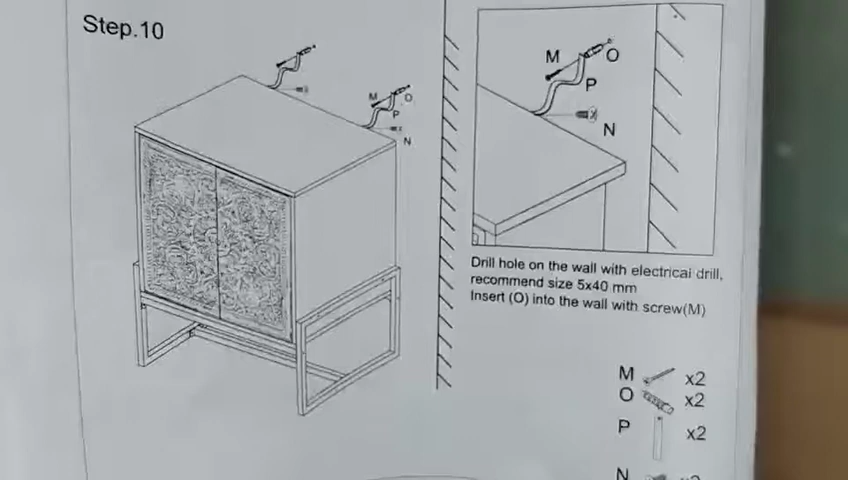 Step.10
M
O
P
N
M
O
P
N
Drill hole on the wall with electrical drill,
recommend size 5x40 mm
Insert (O) into the wall with screw(M)
M x2
O x2
P x2
N x2